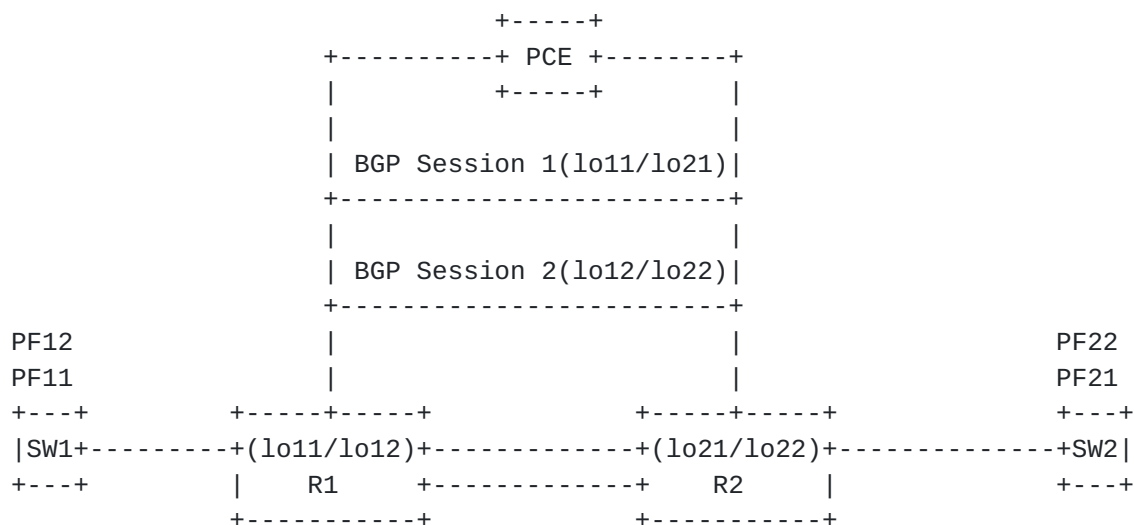 PCE
BGP Session 1(lo11/lo21)
BGP Session 2(lo12/lo22)
PF12 PF22
PF11 PF21
SW1 (lo11/lo12) (lo21/lo22) SW2
R1 R2